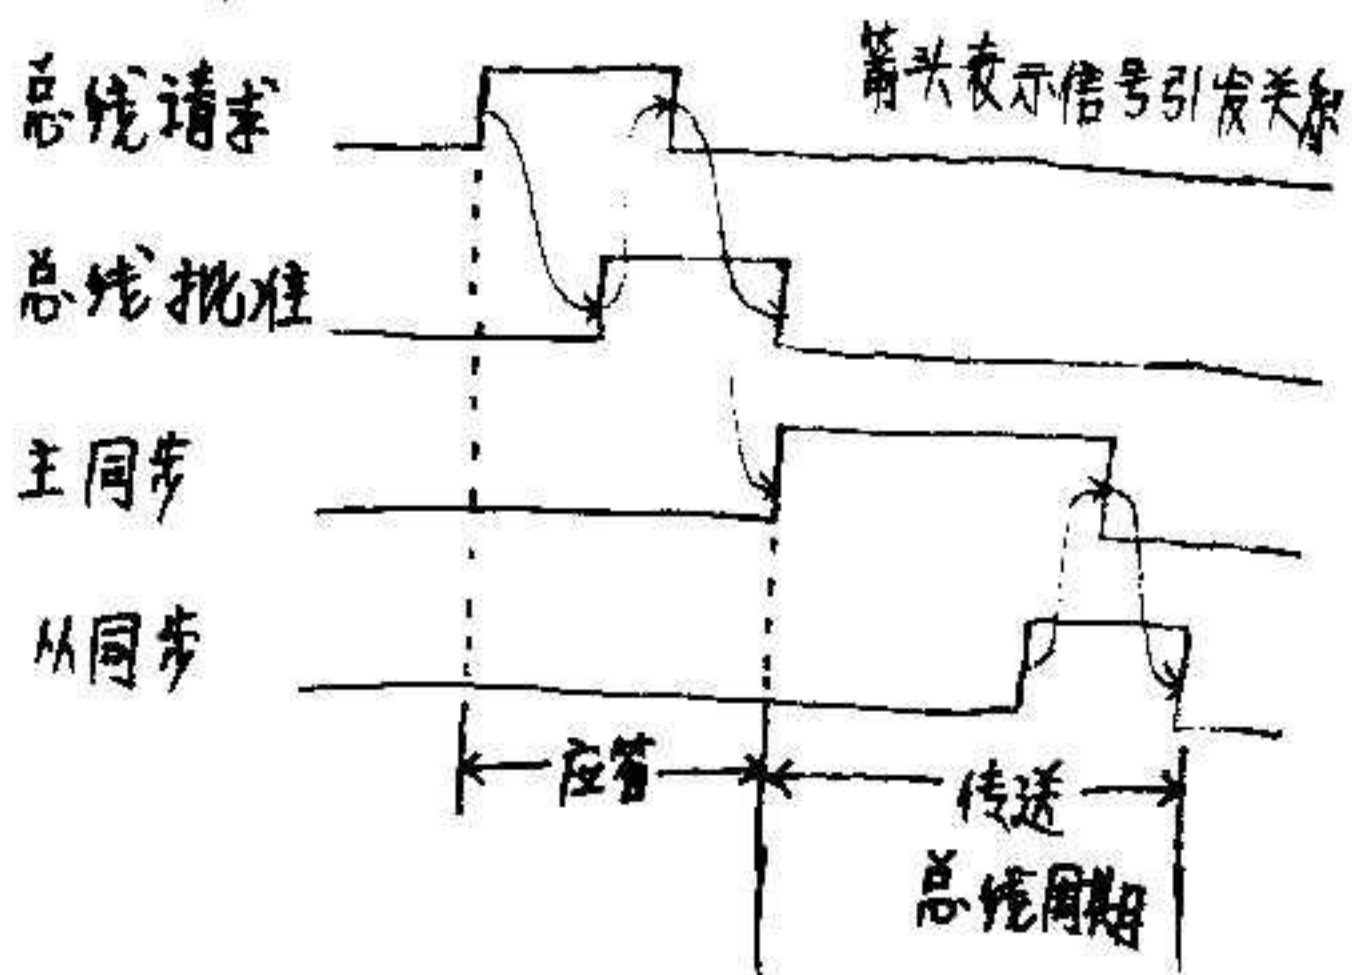 总线请求
箭头表示信号引发关系
总线批准
主同步
从同步
应答
传送
总线周期